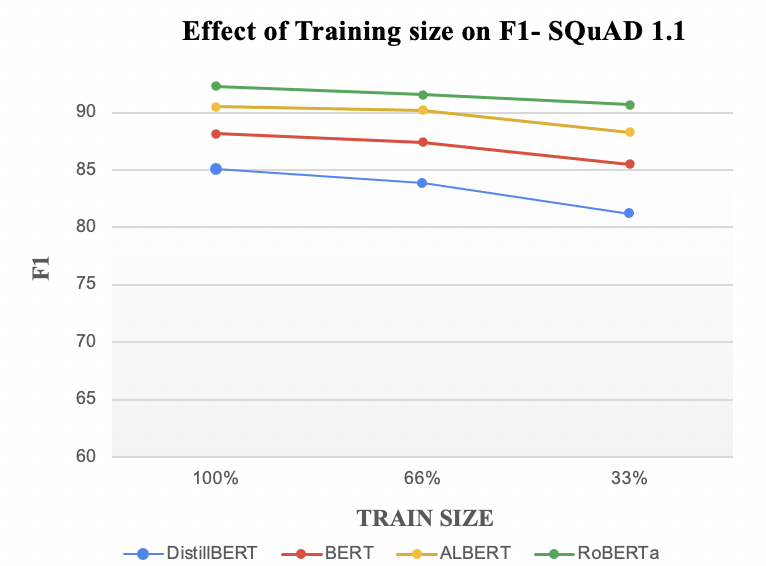 Effect of Training size on F1- SQuAD 1.1
90
85
80
75
70
65
60
F1
100% 66% 33%
TRAIN SIZE
DistillBERT BERT ALBERT RoBERTa